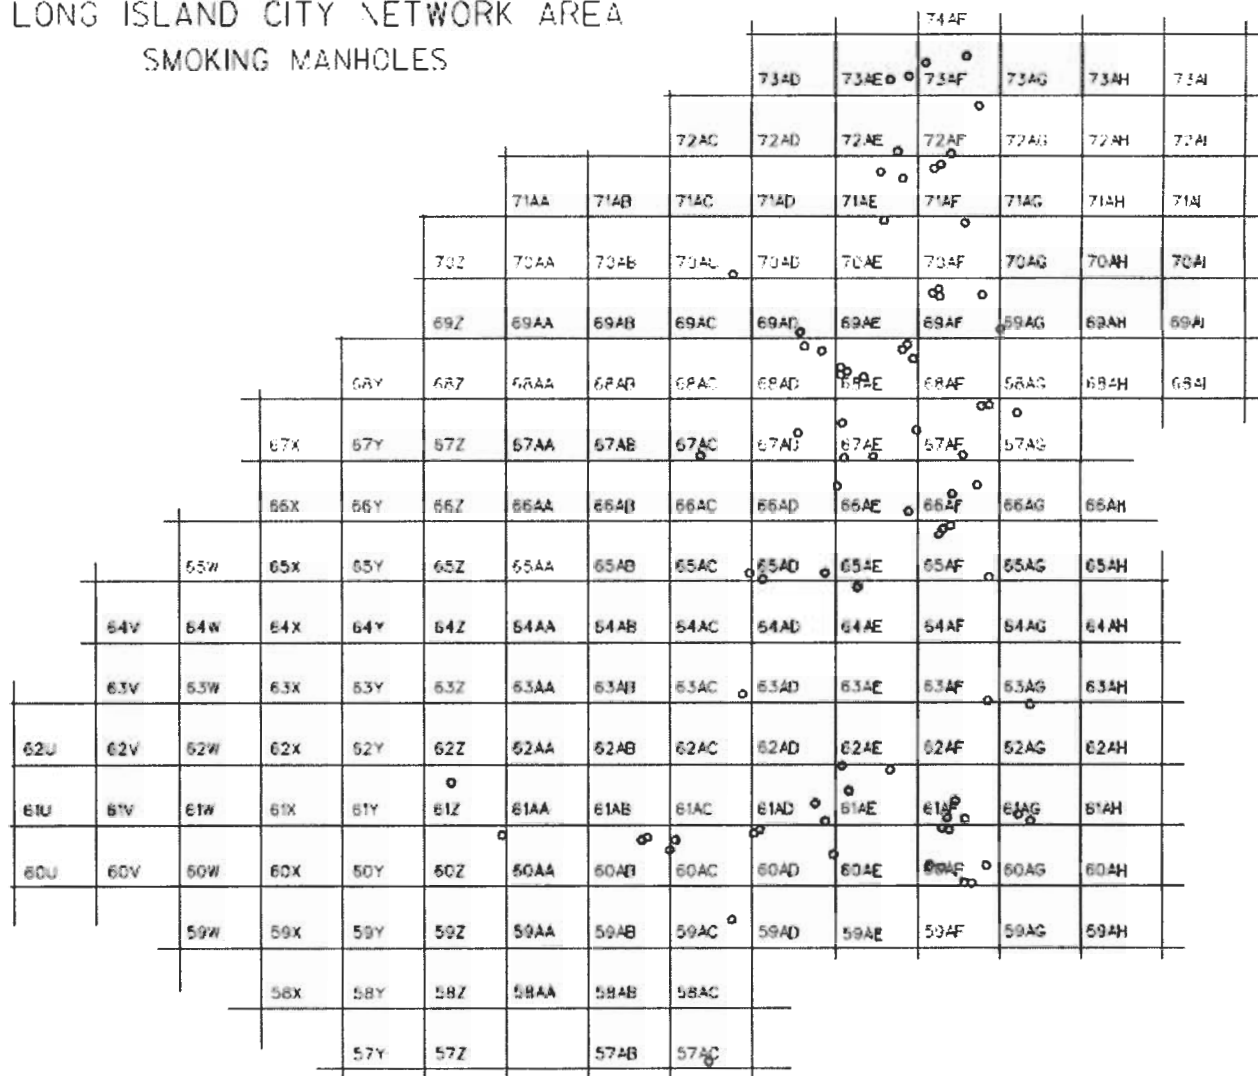 LONG ISLAND CITY NETWORK AREA
SMOKING MANHOLES
74AF
73AD 73AE 73AF 73AG 73AH 73AI
72AC 72AD 72AE 72AF 72AG 72AH 72AI
71AA 71AB 71AC 71AD 71AE 71AF 71AG 71AH 71AI
70Z 70AA 70AB 70AC 70AD 70AE 70AF 70AG 70AH 70AI
69Z 69AA 69AB 69AC 69AD 69AE 69AF 69AG 69AH 69AI
68Y 68Z 68AA 68AB 68AC 68AD 68AE 68AF 68AG 68AH 68AI
67X 67Y 67Z 67AA 67AB 67AC 67AD 67AE 67AF 67AG
66X 66Y 66Z 66AA 66AB 66AC 66AD 66AE 66AF 66AG 66AH
65W 65X 65Y 65Z 65AA 65AB 65AC 65AD 65AE 65AF 65AG 65AH
64V 64W 64X 64Y 64Z 64AA 64AB 64AC 64AD 64AE 64AF 64AG 64AH
63V 63W 63X 63Y 63Z 63AA 63AB 63AC 63AD 63AE 63AF 63AG 63AH
62U 62V 62W 62X 62Y 62Z 62AA 62AB 62AC 62AD 62AE 62AF 62AG 62AH
61U 61V 61W 61X 61Y 61Z 61AA 61AB 61AC 61AD 61AE 61AF 61AG 61AH
60U 60V 60W 60X 60Y 60Z 60AA 60AB 60AC 60AD 60AE 60AF 60AG 60AH
59W 59X 59Y 59Z 59AA 59AB 59AC 59AD 59AE 59AF 59AG 59AH
58X 58Y 58Z 58AA 58AB 58AC
57Y 57Z 57AB 57AC